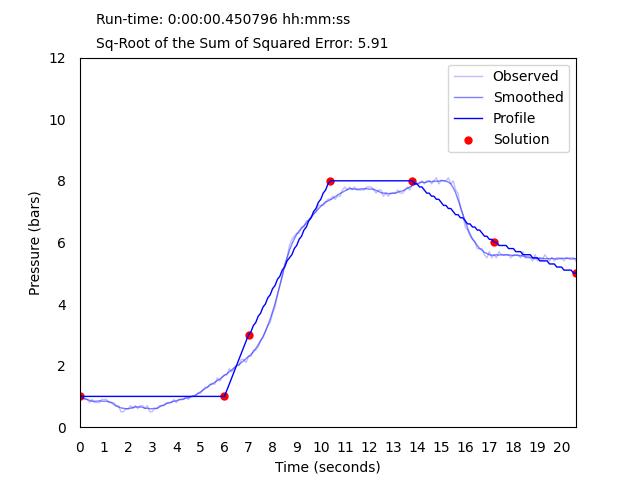 Run-time: 0:00:00.450796 hh:mm:ss
Sq-Root of the Sum of Squared Error: 5.91
12
10
8
6
4
2
0
Pressure (bars)
Observed
Smoothed
Profile
Solution
0 1 2 3 4 5 6 7 8 9 10 11 12 13 14 15 16 17 18 19 20
Time (seconds)